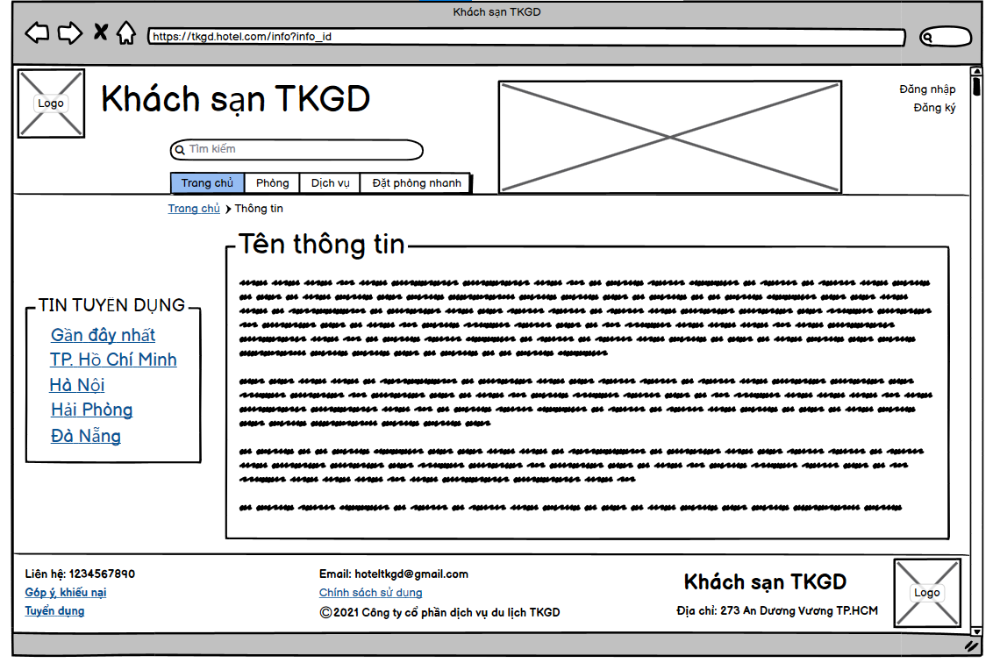 Khách sạn TKGD
https://tkgd.hotel.com/info?info_id
Logo
Khách sạn TKGD
Đăng nhập
Đăng ký
Tìm kiếm
Trang chủ Phòng Dịch vụ Đặt phòng nhanh
Trang chủ Thông tin
Tên thông tin
TIN TUYỂN DỤNG
Gần đây nhất
TP. Hồ Chí Minh
Hà Nội
Hải Phòng
Đà Nẵng
Liên hệ: 1234567890
Góp ý, khiếu nại
Tuyển dụng
Email: hoteltkgd@gmail.com
Chính sách sử dụng
©2021 Công ty cổ phần dịch vụ du lịch TKGD
Khách sạn TKGD
Địa chỉ: 273 An Dương Vương TP.HCM
Logo